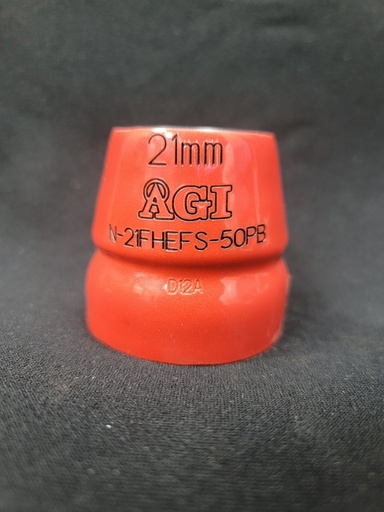 21mm
AGI
N-21FHEFS-50PB
D12A